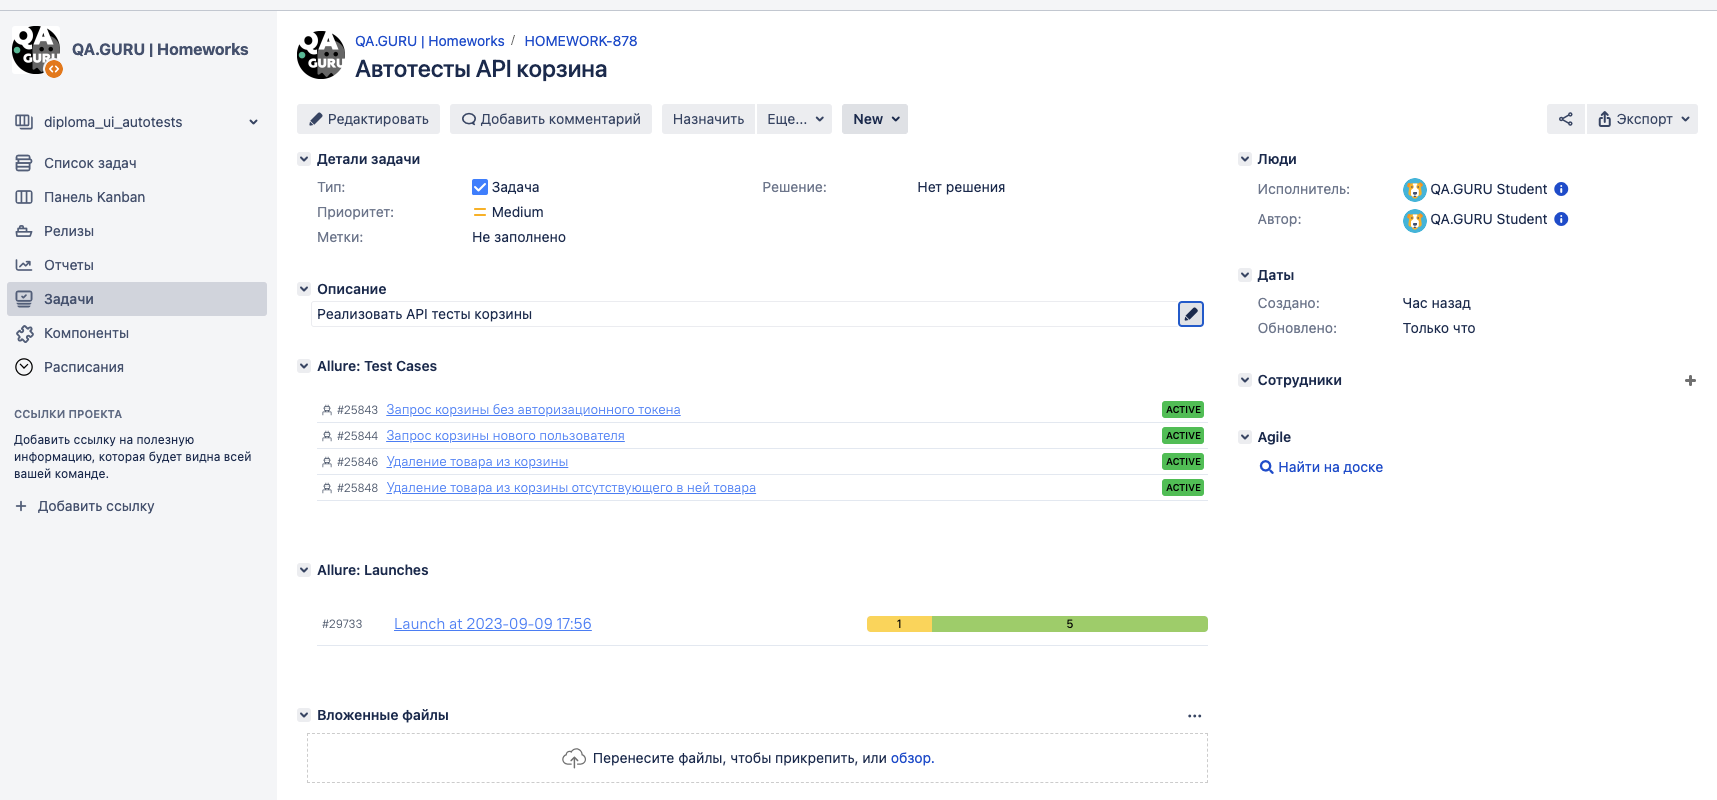 QA
GURU
QA.GURU | Homeworks
diploma_ui_autotests
Список задач
Панель Kanban
Релизы
Отчеты
Задачи
Компоненты
Расписания
ССЫЛКИ ПРОЕКТА
Добавить ссылку на полезную
информацию, которая будет видна всей
вашей команде.
Добавить ссылку
QA
GURU
QA.GURU | Homeworks / HOMEWORK-878
Автотесты API корзина
Редактировать Добавить комментарий Назначить Еще... New Экспорт
Детали задачи
Тип: Задача Решение: Нет решения
Приоритет: Medium
Метки: Не заполнено
Описание
Реализовать API тесты корзины
Allure: Test Cases
#25843 Запрос корзины без авторизационного токена ACTIVE
#25844 Запрос корзины нового пользователя ACTIVE
#25846 Удаление товара из корзины ACTIVE
#25848 Удаление товара из корзины отсутствующего в ней товара ACTIVE
Allure: Launches
#29733 Launch at 2023-09-09 17:56 1 5
Вложенные файлы
Перенесите файлы, чтобы прикрепить, или обзор.
Люди
Исполнитель: QA.GURU Student
Автор: QA.GURU Student
Даты
Создано: Час назад
Обновлено: Только что
Сотрудники
Agile
Найти на доске